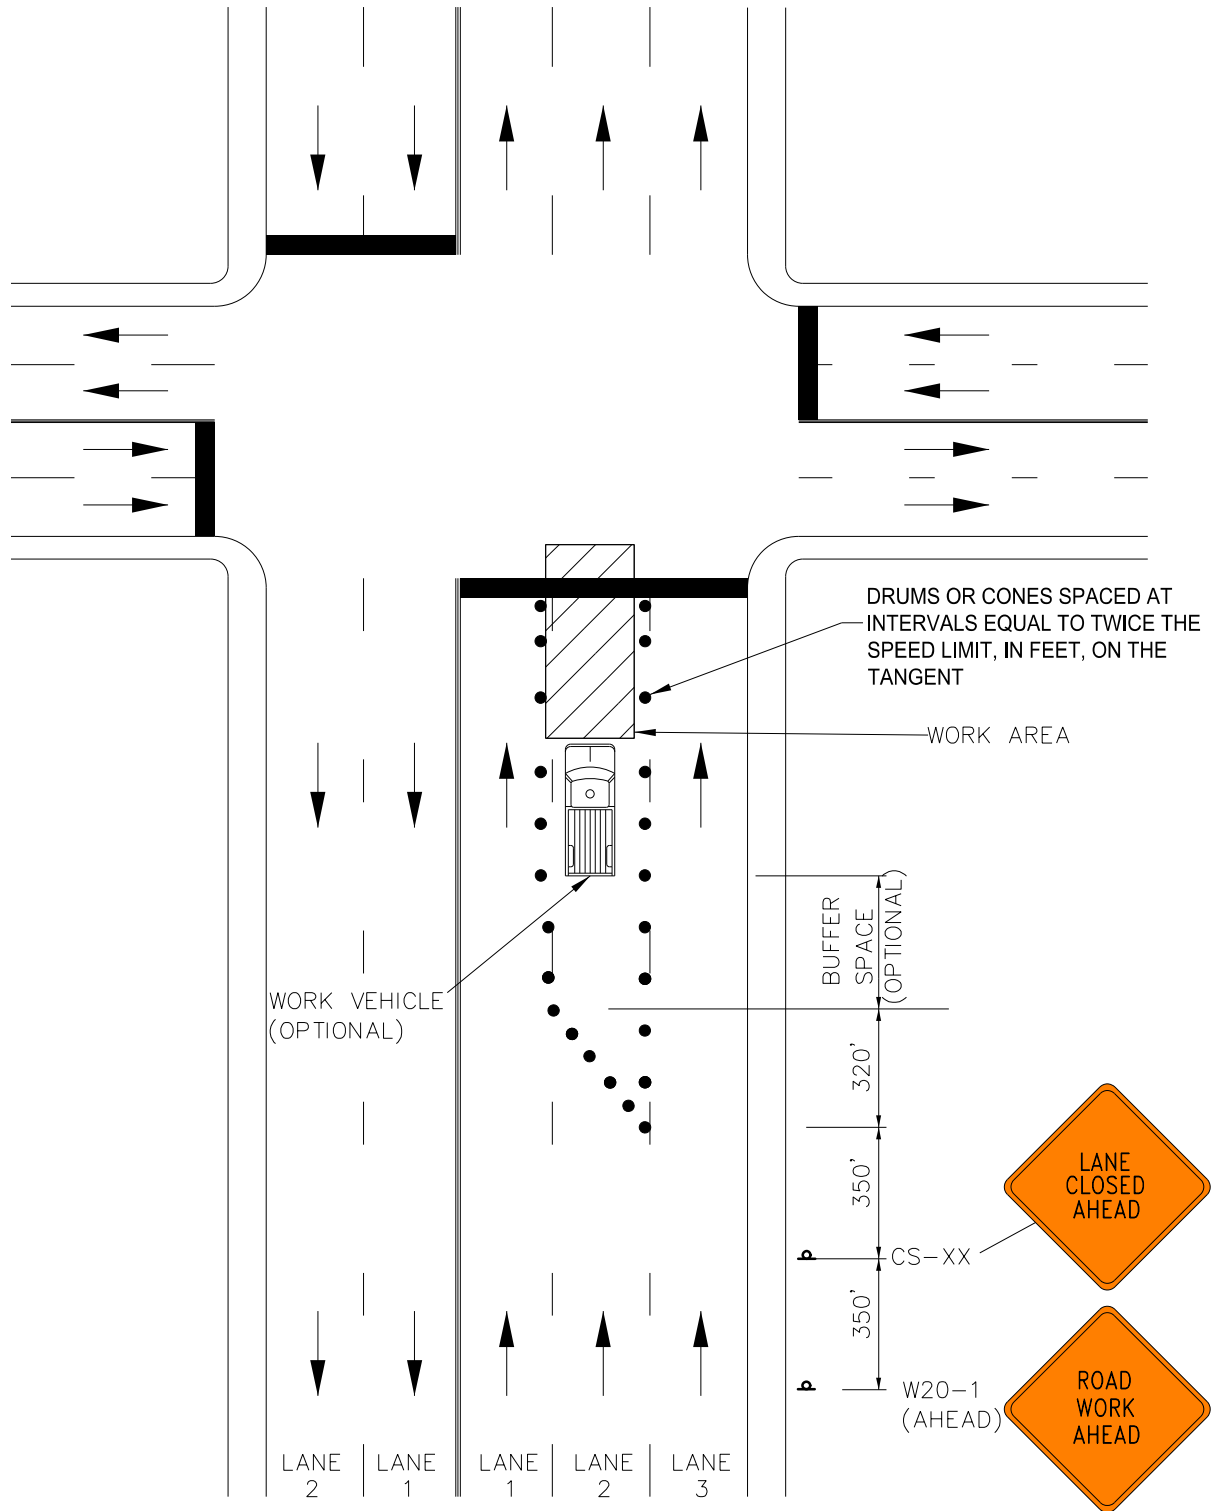 DRUMS OR CONES SPACED AT
INTERVALS EQUAL TO TWICE THE
SPEED LIMIT, IN FEET, ON THE
TANGENT
WORK AREA
BUFFER
SPACE
(OPTIONAL)
WORK VEHICLE
(OPTIONAL)
320'
350'
LANE
CLOSED
AHEAD
CS-XX
350'
W20-1
(AHEAD)
ROAD
WORK
AHEAD
LANE
2
LANE
1
LANE
1
LANE
2
LANE
3